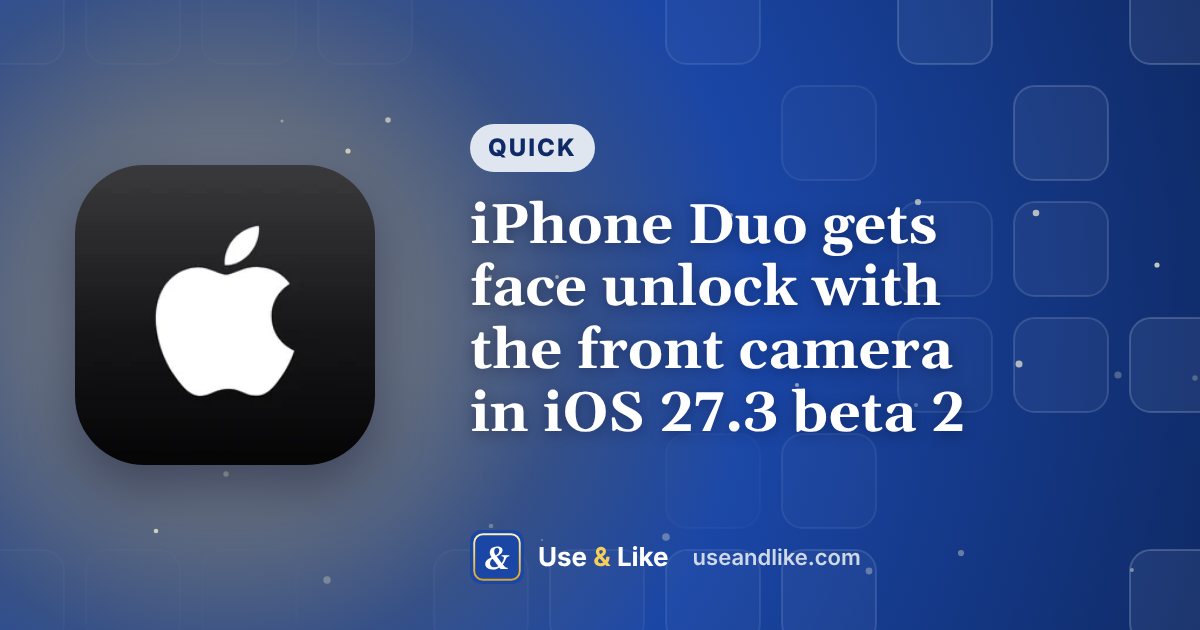 QUICK
iPhone Duo gets
face unlock with
the front camera
in iOS 27.3 beta 2
& Use & Like useandlike.com